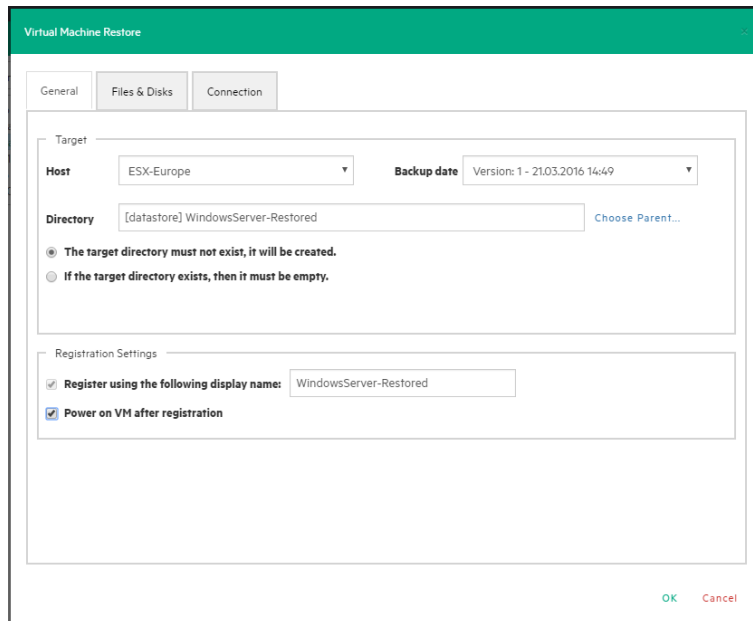 Virtual Machine Restore
General Files & Disks Connection
Target
Host ESX-Europe Backup date Version: 1 - 21.03.2016 14:49
Directory [datastore] WindowsServer-Restored Choose Parent...
The target directory must not exist, it will be created.
If the target directory exists, then it must be empty.
Registration Settings
Register using the following display name: WindowsServer-Restored
Power on VM after registration
OK Cancel